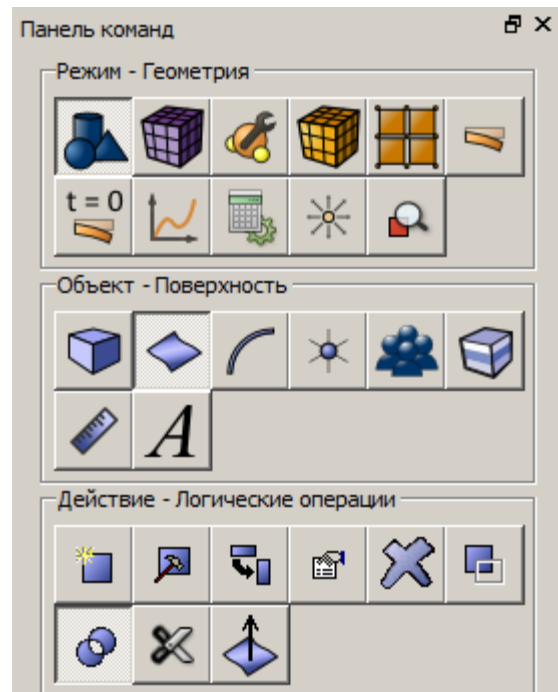 Панель команд
Режим - Геометрия
t = 0
Объект - Поверхность
A
Действие - Логические операции